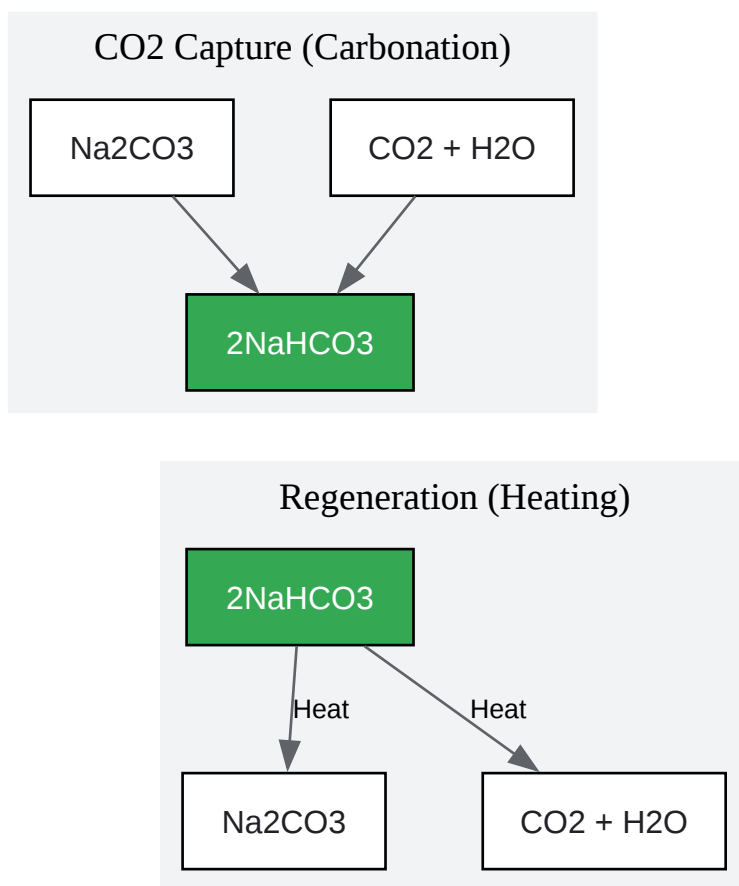 CO2 Capture (Carbonation)
Na2CO3
CO2 + H2O
2NaHCO3
Regeneration (Heating)
2NaHCO3
Heat
Heat
Na2CO3
CO2 + H2O